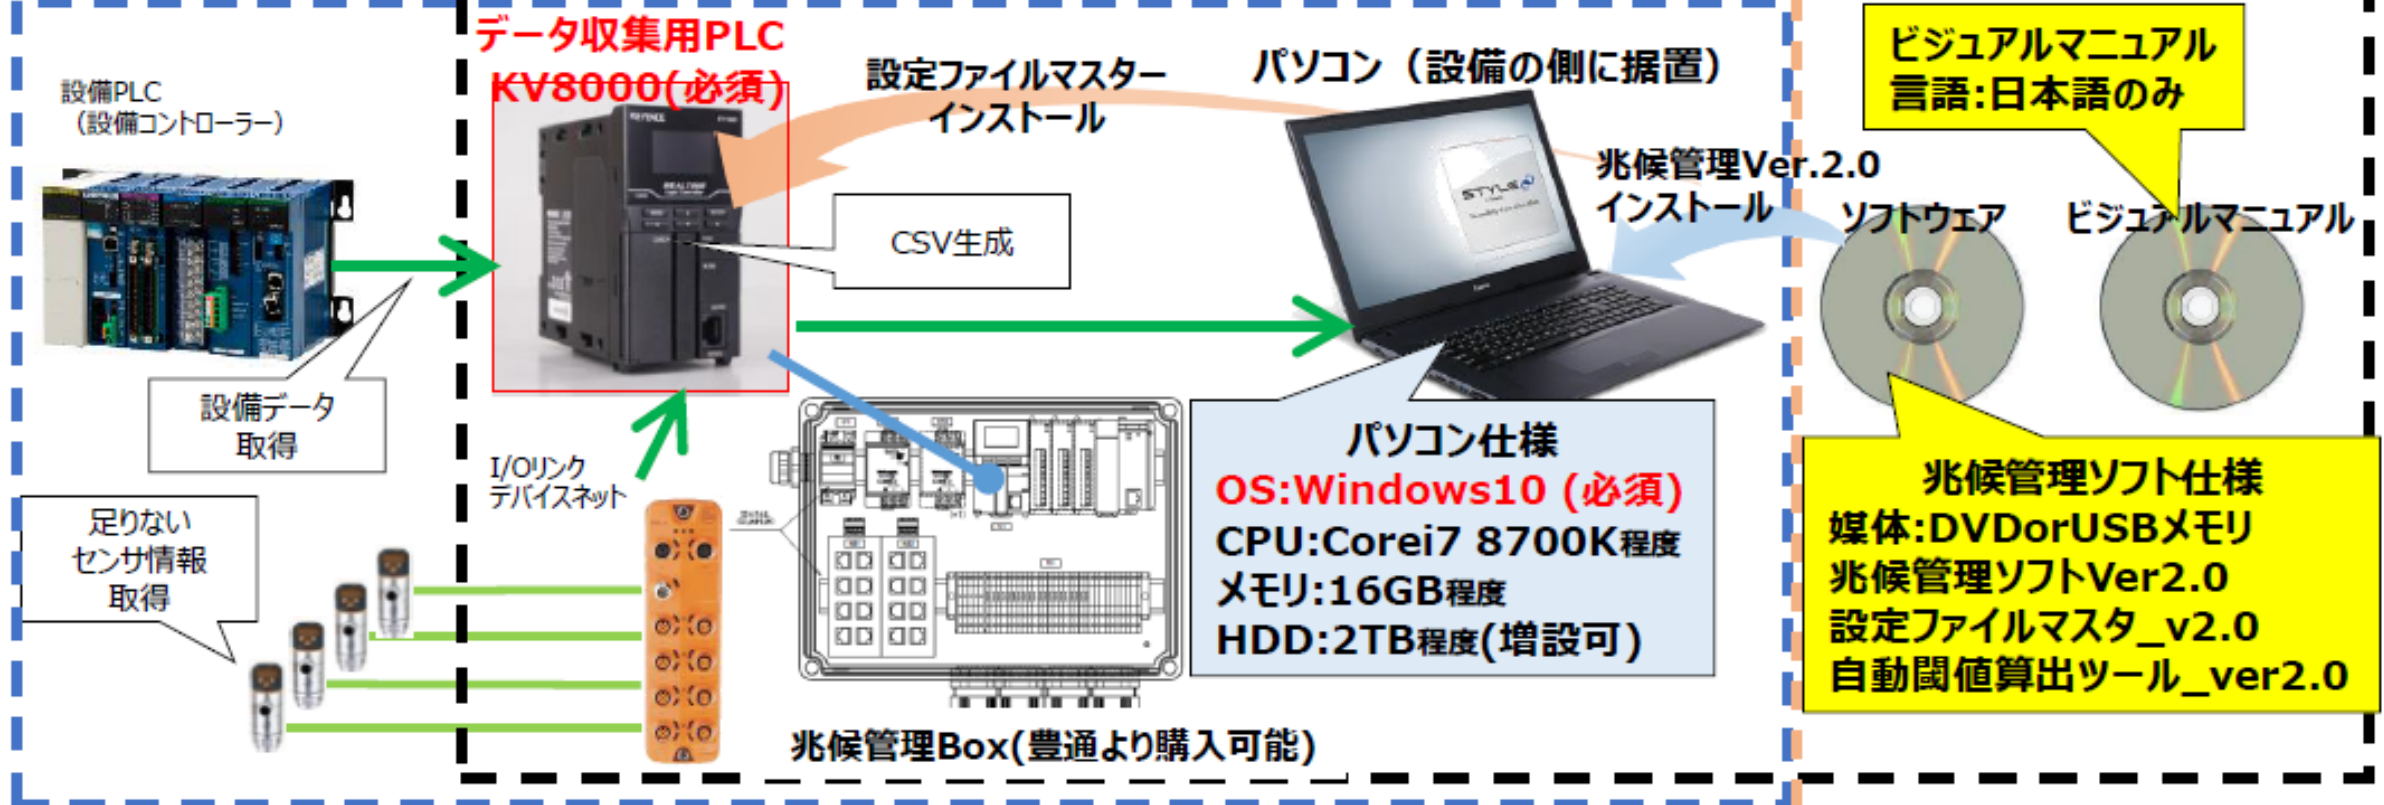 データ収集用PLC
KV8000(必須)
設備PLC
（設備コントローラー）
設定ファイルマスター
インストール
パソコン（設備の側に据置）
ビジュアルマニュアル
言語:日本語のみ
兆候管理Ver.2.0
インストール
ソフトウェア
ビジュアルマニュアル
KEYENCE
STYLE
CSV生成
設備データ
取得
I/Oリンク
デバイスネット
足りない
センサ情報
取得
パソコン仕様
OS:Windows10 (必須)
CPU:Corei7 8700K程度
メモリ:16GB程度
HDD:2TB程度(増設可)
兆候管理ソフト仕様
媒体:DVDorUSBメモリ
兆候管理ソフトVer2.0
設定ファイルマスタ_v2.0
自動閾値算出ツール_ver2.0
兆候管理Box(豊通より購入可能)